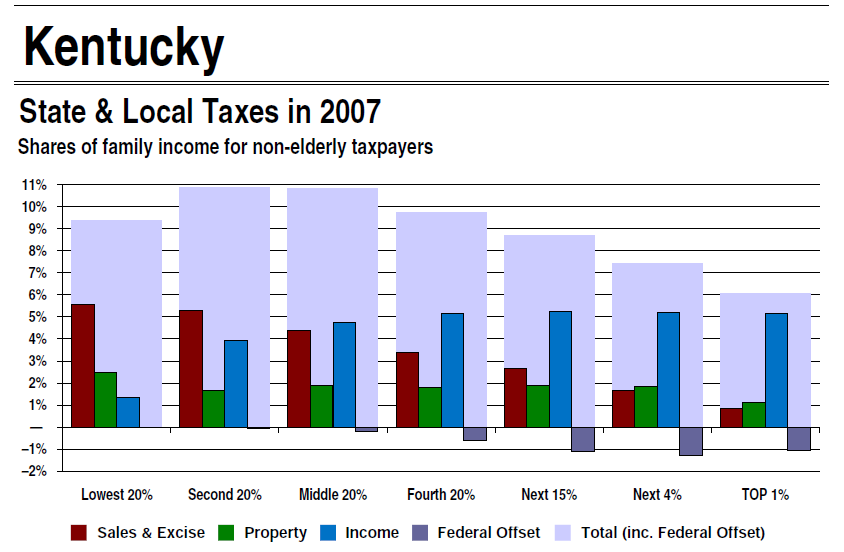 Kentucky
State & Local Taxes in 2007
Shares of family income for non-elderly taxpayers
11%
10%
9%
8%
7%
6%
5%
4%
3%
2%
1%
—
–1%
–2%
Lowest 20% Second 20% Middle 20% Fourth 20% Next 15% Next 4% TOP 1%
Sales & Excise Property Income Federal Offset Total (inc. Federal Offset)